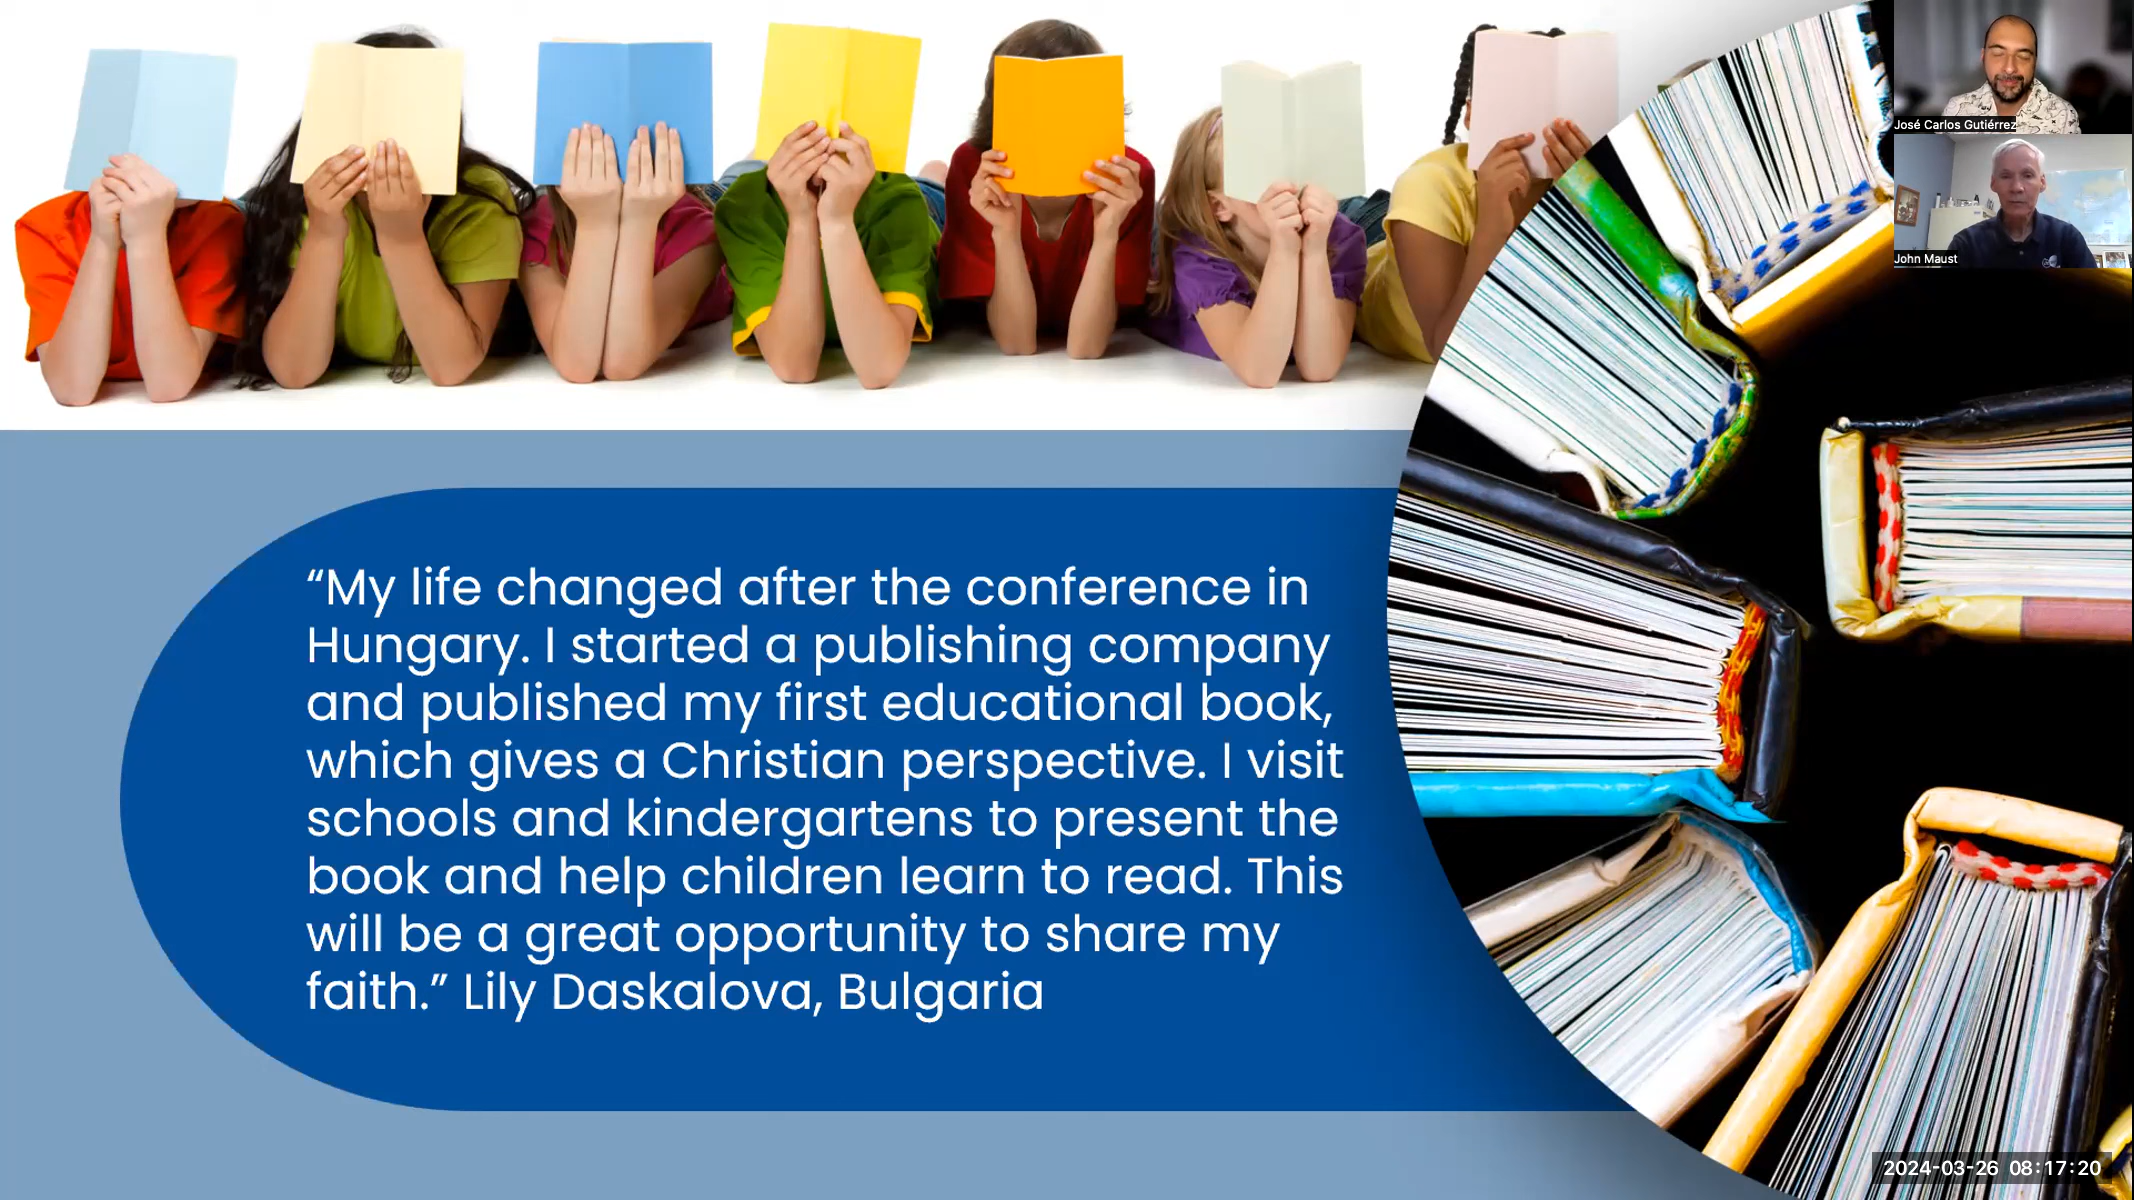 José Carlos Gutiérrez
John Maust
“My life changed after the conference in
Hungary. I started a publishing company
and published my first educational book,
which gives a Christian perspective. I visit
schools and kindergartens to present the
book and help children learn to read. This
will be a great opportunity to share my
faith.” Lily Daskalova, Bulgaria
2024-03-26 08:17:20